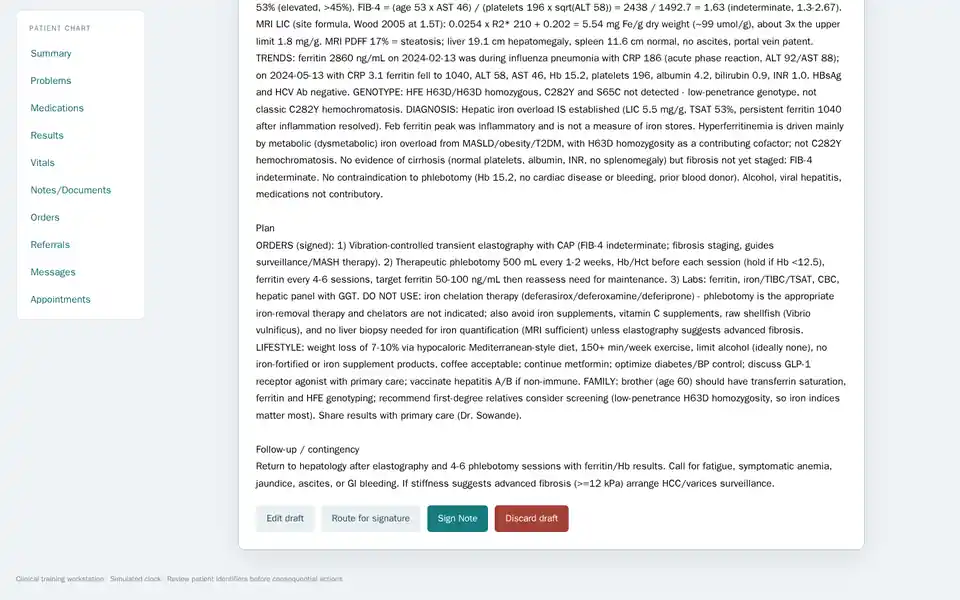 PATIENT CHART
Summary
Problems
Medications
Results
Vitals
Notes/Documents
Orders
Referrals
Messages
Appointments
53% (elevated, >45%). FIB-4 = (age 53 x AST 46) / (platelets 196 x sqrt(ALT 58)) = 2438 / 1492.7 = 1.63 (indeterminate, 1.3-2.67).
MRI LIC (site formula, Wood 2005 at 1.5T): 0.0254 x R2* 210 + 0.202 = 5.54 mg Fe/g dry weight (~99 umol/g), about 3x the upper
limit 1.8 mg/g. MRI PDFF 17% = steatosis; liver 19.1 cm hepatomegaly, spleen 11.6 cm normal, no ascites, portal vein patent.
TRENDS: ferritin 2860 ng/mL on 2024-02-13 was during influenza pneumonia with CRP 186 (acute phase reaction, ALT 92/AST 88);
on 2024-05-13 with CRP 3.1 ferritin fell to 1040, ALT 58, AST 46, Hb 15.2, platelets 196, albumin 4.2, bilirubin 0.9, INR 1.0. HBsAg
and HCV Ab negative. GENOTYPE: HFE H63D/H63D homozygous, C282Y and S65C not detected - low-penetrance genotype, not
classic C282Y hemochromatosis. DIAGNOSIS: Hepatic iron overload IS established (LIC 5.5 mg/g, TSAT 53%, persistent ferritin 1040
after inflammation resolved). Feb ferritin peak was inflammatory and is not a measure of iron stores. Hyperferritinemia is driven mainly
by metabolic (dysmetabolic) iron overload from MASLD/obesity/T2DM, with H63D homozygosity as a contributing cofactor; not C282Y
hemochromatosis. No evidence of cirrhosis (normal platelets, albumin, INR, no splenomegaly) but fibrosis not yet staged: FIB-4
indeterminate. No contraindication to phlebotomy (Hb 15.2, no cardiac disease or bleeding, prior blood donor). Alcohol, viral hepatitis,
medications not contributory.
Plan
ORDERS (signed): 1) Vibration-controlled transient elastography with CAP (FIB-4 indeterminate; fibrosis staging, guides
surveillance/MASH therapy). 2) Therapeutic phlebotomy 500 mL every 1-2 weeks, Hb/Hct before each session (hold if Hb <12.5),
ferritin every 4-6 sessions, target ferritin 50-100 ng/mL then reassess need for maintenance. 3) Labs: ferritin, iron/TIBC/TSAT, CBC,
hepatic panel with GGT. DO NOT USE: iron chelation therapy (deferasirox/deferoxamine/deferiprone) - phlebotomy is the appropriate
iron-removal therapy and chelators are not indicated; also avoid iron supplements, vitamin C supplements, raw shellfish (Vibrio
vulnificus), and no liver biopsy needed for iron quantification (MRI sufficient) unless elastography suggests advanced fibrosis.
LIFESTYLE: weight loss of 7-10% via hypocaloric Mediterranean-style diet, 150+ min/week exercise, limit alcohol (ideally none), no
iron-fortified or iron supplement products, coffee acceptable; continue metformin; optimize diabetes/BP control; discuss GLP-1
receptor agonist with primary care; vaccinate hepatitis A/B if non-immune. FAMILY: brother (age 60) should have transferrin saturation,
ferritin and HFE genotyping; recommend first-degree relatives consider screening (low-penetrance H63D homozygosity, so iron indices
matter most). Share results with primary care (Dr. Sowande).
Follow-up / contingency
Return to hepatology after elastography and 4-6 phlebotomy sessions with ferritin/Hb results. Call for fatigue, symptomatic anemia,
jaundice, ascites, or GI bleeding. If stiffness suggests advanced fibrosis (>=12 kPa) arrange HCC/varices surveillance.
Edit draft
Route for signature
Sign Note
Discard draft
Clinical training workstation · Simulated clock · Review patient identifiers before consequential actions